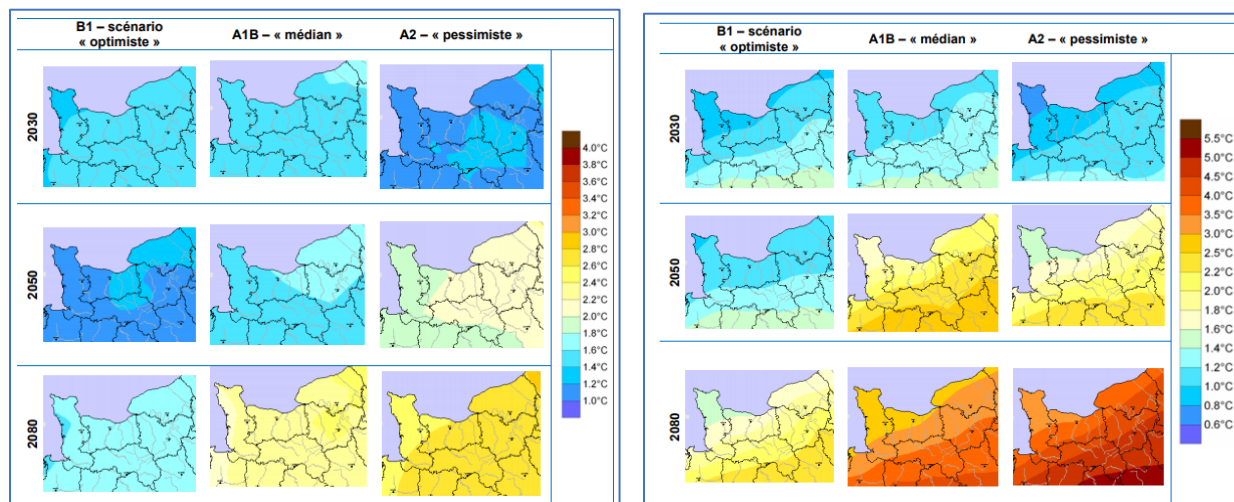 B1 – scénario
« optimiste »
A1B – « médian »
A2 – « pessimiste »
2030
2050
2080
4.0°C
3.8°C
3.6°C
3.4°C
3.2°C
3.0°C
2.8°C
2.6°C
2.4°C
2.2°C
2.0°C
1.8°C
1.6°C
1.4°C
1.2°C
1.0°C
B1 – scénario
« optimiste »
A1B – « médian »
A2 – « pessimiste »
2030
2050
2080
5.5°C
5.0°C
4.5°C
4.0°C
3.5°C
3.0°C
2.6°C
2.2°C
2.0°C
1.8°C
1.6°C
1.4°C
1.2°C
1.0°C
0.8°C
0.6°C